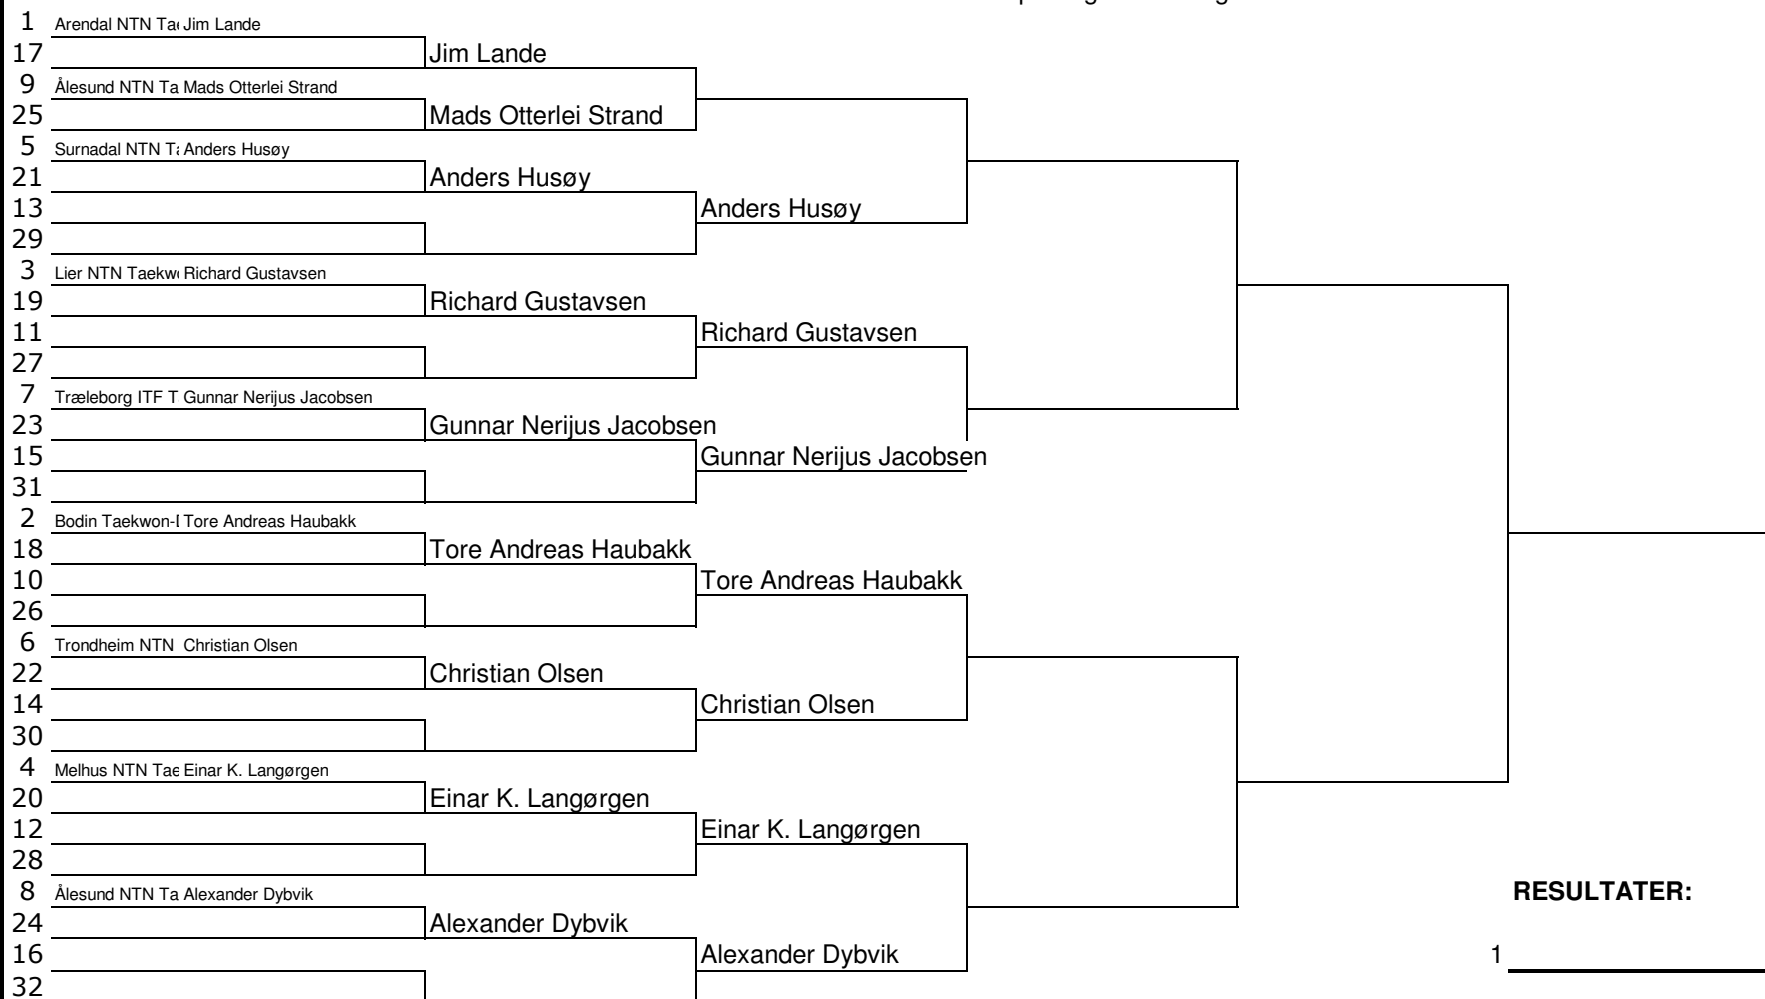 1 Arendal NTN Tae Jim Lande
17 Jim Lande
9 Ålesund NTN Ta Mads Otterlei Strand
25 Mads Otterlei Strand
5 Surnadal NTN Ta Anders Husøy
21 Anders Husøy
13 Anders Husøy
29
3 Lier NTN Taekw Richard Gustavsen
19 Richard Gustavsen
11 Richard Gustavsen
27
7 Træleborg ITF T Gunnar Nerijus Jacobsen
23 Gunnar Nerijus Jacobsen
15 Gunnar Nerijus Jacobsen
31
2 Bodin Taekwon- Tore Andreas Haubakk
18 Tore Andreas Haubakk
10 Tore Andreas Haubakk
26
6 Trondheim NTN Christian Olsen
22 Christian Olsen
14 Christian Olsen
30
4 Melhus NTN Tae Einar K. Langørgen
20 Einar K. Langørgen
12 Einar K. Langørgen
28
8 Ålesund NTN Ta Alexander Dybvik
RESULTATER:
24 Alexander Dybvik
16 Alexander Dybvik 1
32